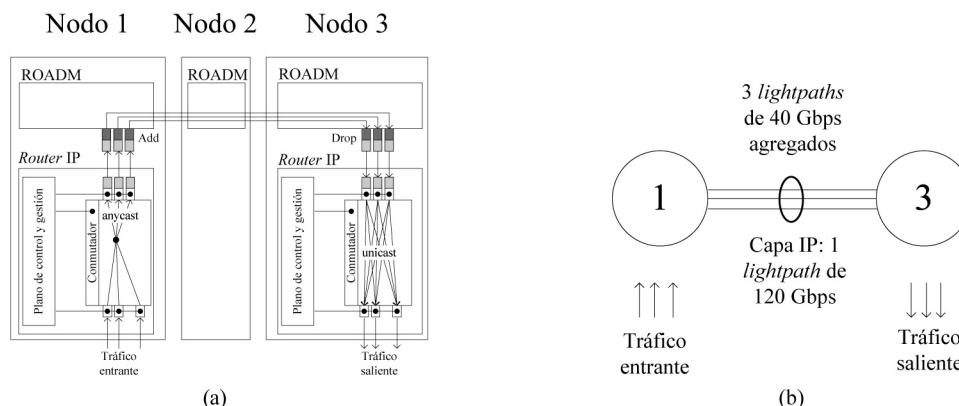 Nodo 1
Nodo 2
Nodo 3
ROADM
ROADM
ROADM
Add
Drop
Router IP
Router IP
Plano de control y gestión
Conmutador
anycast
Plano de control y gestión
Conmutador
unicast
Tráfico
entrante
Tráfico
saliente
(a)
3 lightpaths
de 40 Gbps
agregados
1
3
Capa IP: 1
lightpath de
120 Gbps
Tráfico
entrante
Tráfico
saliente
(b)